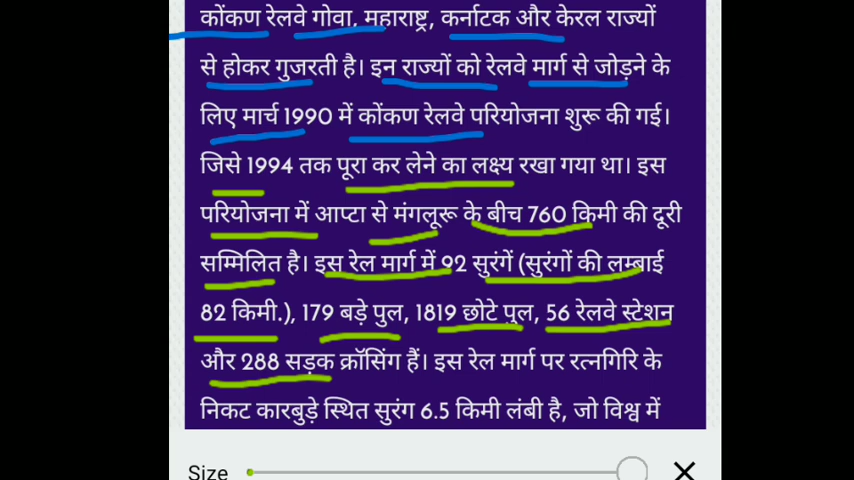 कोंकण रेलवे गोवा, महाराष्ट्र, कर्नाटक और केरल राज्यों
से होकर गुजरती है। इन राज्यों को रेलवे मार्ग से जोड़ने के
लिए मार्च 1990 में कोंकण रेलवे परियोजना शुरू की गई।
जिसे 1994 तक पूरा कर लेने का लक्ष्य रखा गया था। इस
परियोजना में आप्टा से मंगलूरू के बीच 760 किमी की दूरी
सम्मिलित है। इस रेल मार्ग में 92 सुरंगें (सुरंगों की लम्बाई
82 किमी.), 179 बड़े पुल, 1819 छोटे पुल, 56 रेलवे स्टेशन
और 288 सड़क क्रॉसिंग हैं। इस रेल मार्ग पर रत्नगिरि के
निकट कारबुड़े स्थित सुरंग 6.5 किमी लंबी है, जो विश्व में
Size